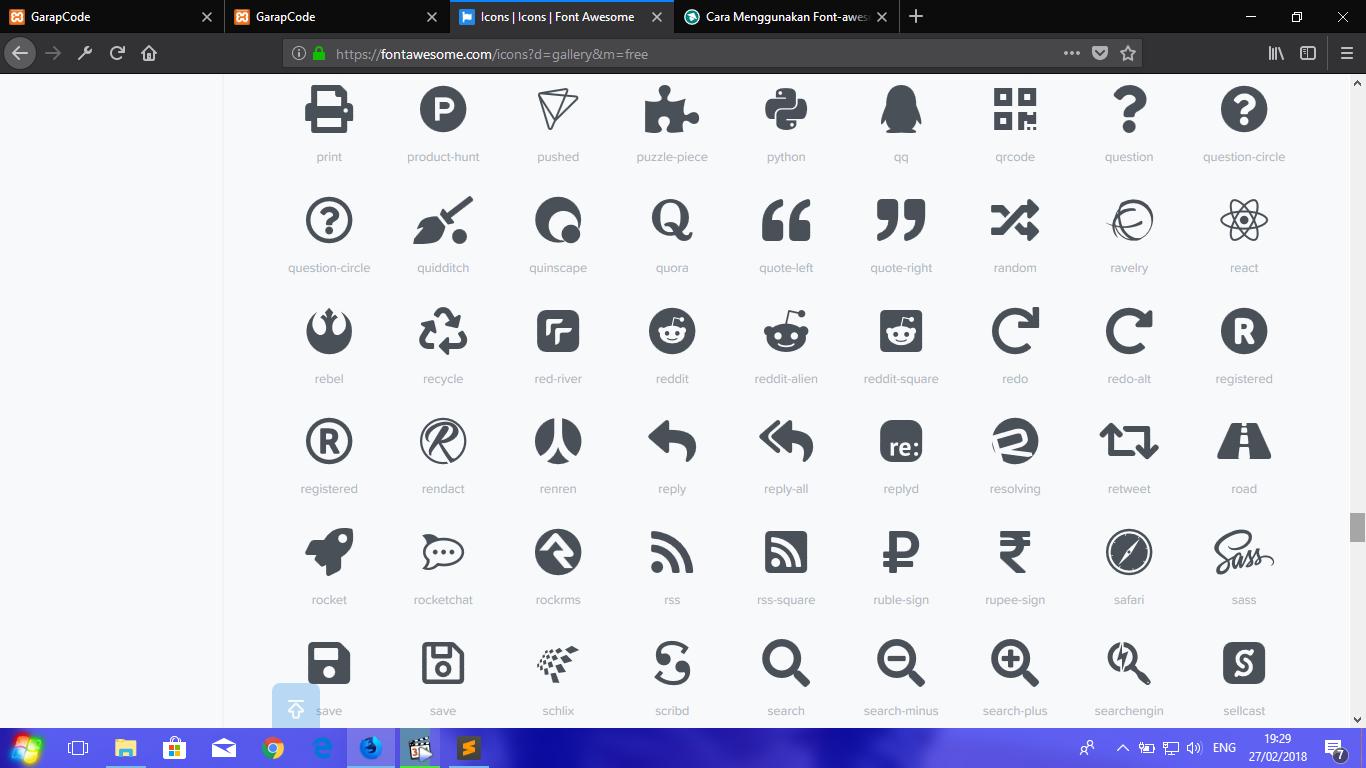 GarapCode
GarapCode
Icons | Icons | Font Awesome
Cara Menggunakan Font-awes
https://fontawesome.com/icons?d=gallery&m=free
print product-hunt pushed puzzle-piece python qq qrcode question question-circle
question-circle quidditch quinscape quora quote-left quote-right random ravelry react
rebel recycle red-river reddit reddit-alien reddit-square redo redo-alt registered
re:
registered rendact renren reply reply-all replyd resolving retweet road
Sass
rocket rocketchat rockrms rss rss-square ruble-sign rupee-sign safari sass
save save schlix scribd search search-minus search-plus searchengin sellcast
ENG
19:29
27/02/2018
7